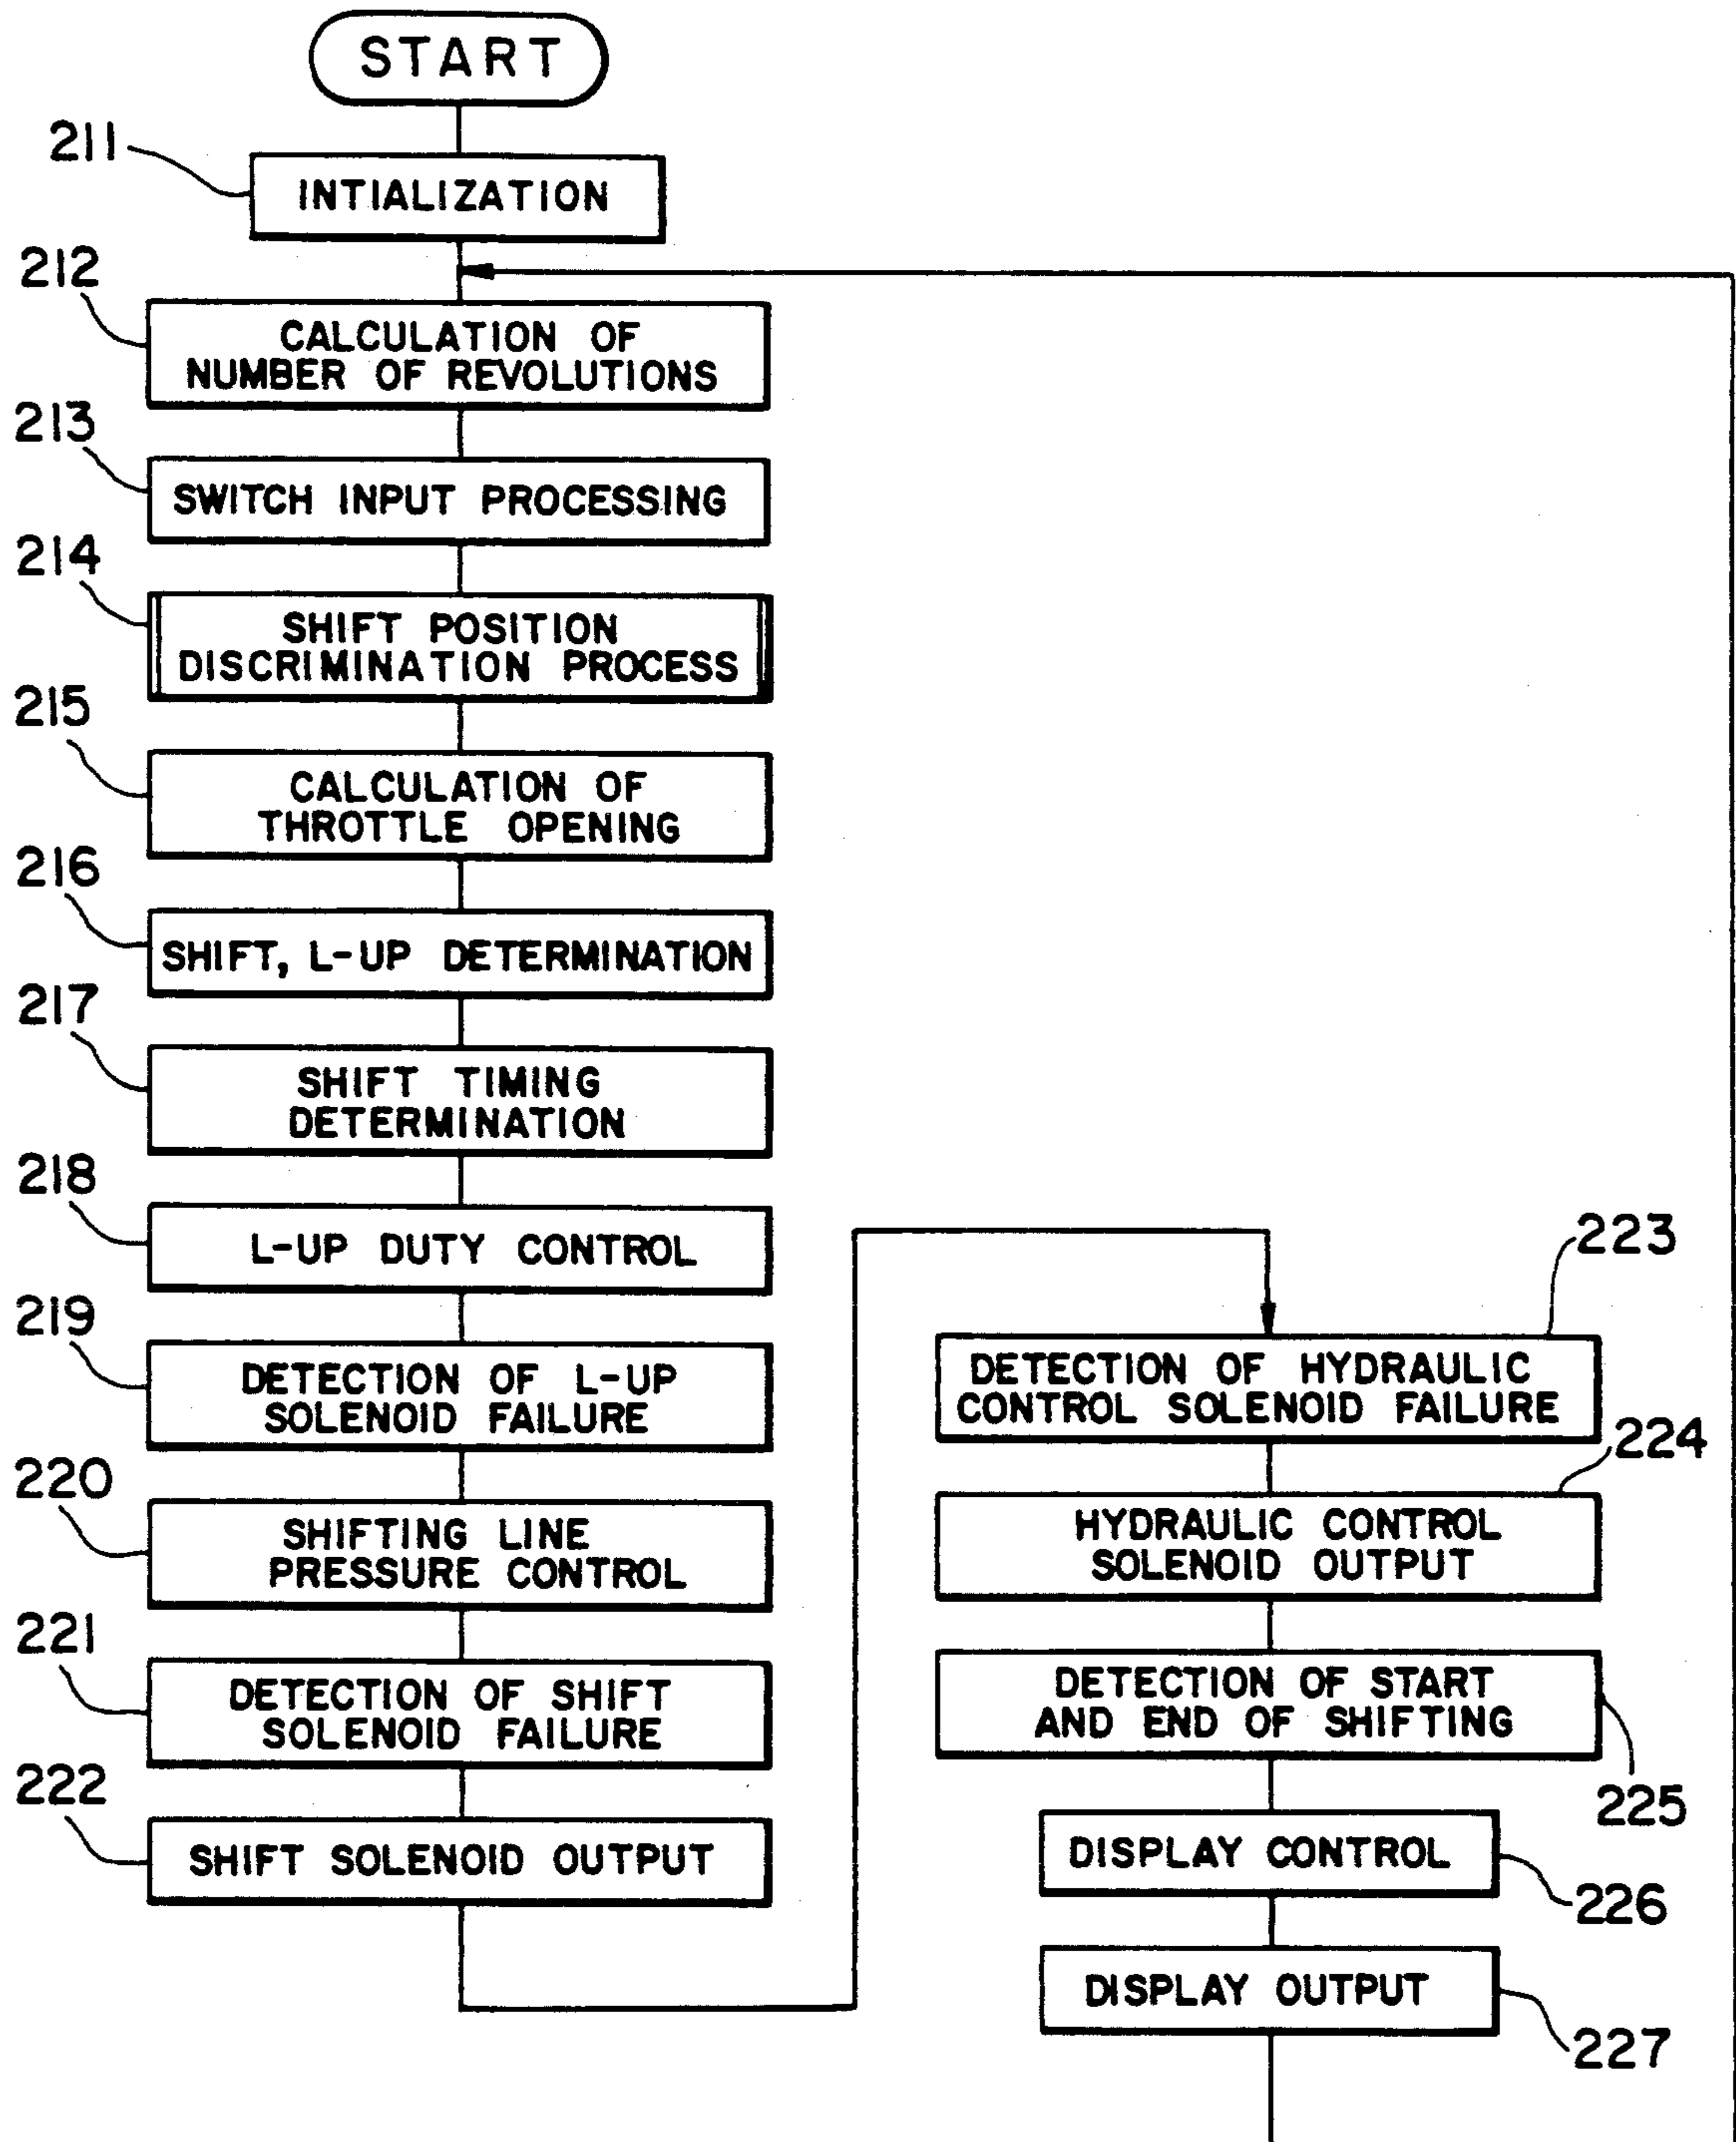 START
211
INTIALIZATION
212
CALCULATION OF
NUMBER OF REVOLUTIONS
213
SWITCH INPUT PROCESSING
214
SHIFT POSITION
DISCRIMINATION PROCESS
215
CALCULATION OF
THROTTLE OPENING
216
SHIFT, L-UP DETERMINATION
217
SHIFT TIMING
DETERMINATION
218
L-UP DUTY CONTROL
219
DETECTION OF L-UP
SOLENOID FAILURE
220
SHIFTING LINE
PRESSURE CONTROL
221
DETECTION OF SHIFT
SOLENOID FAILURE
222
SHIFT SOLENOID OUTPUT
223
DETECTION OF HYDRAULIC
CONTROL SOLENOID FAILURE
224
HYDRAULIC CONTROL
SOLENOID OUTPUT
DETECTION OF START
AND END OF SHIFTING
225
DISPLAY CONTROL
226
DISPLAY OUTPUT
227